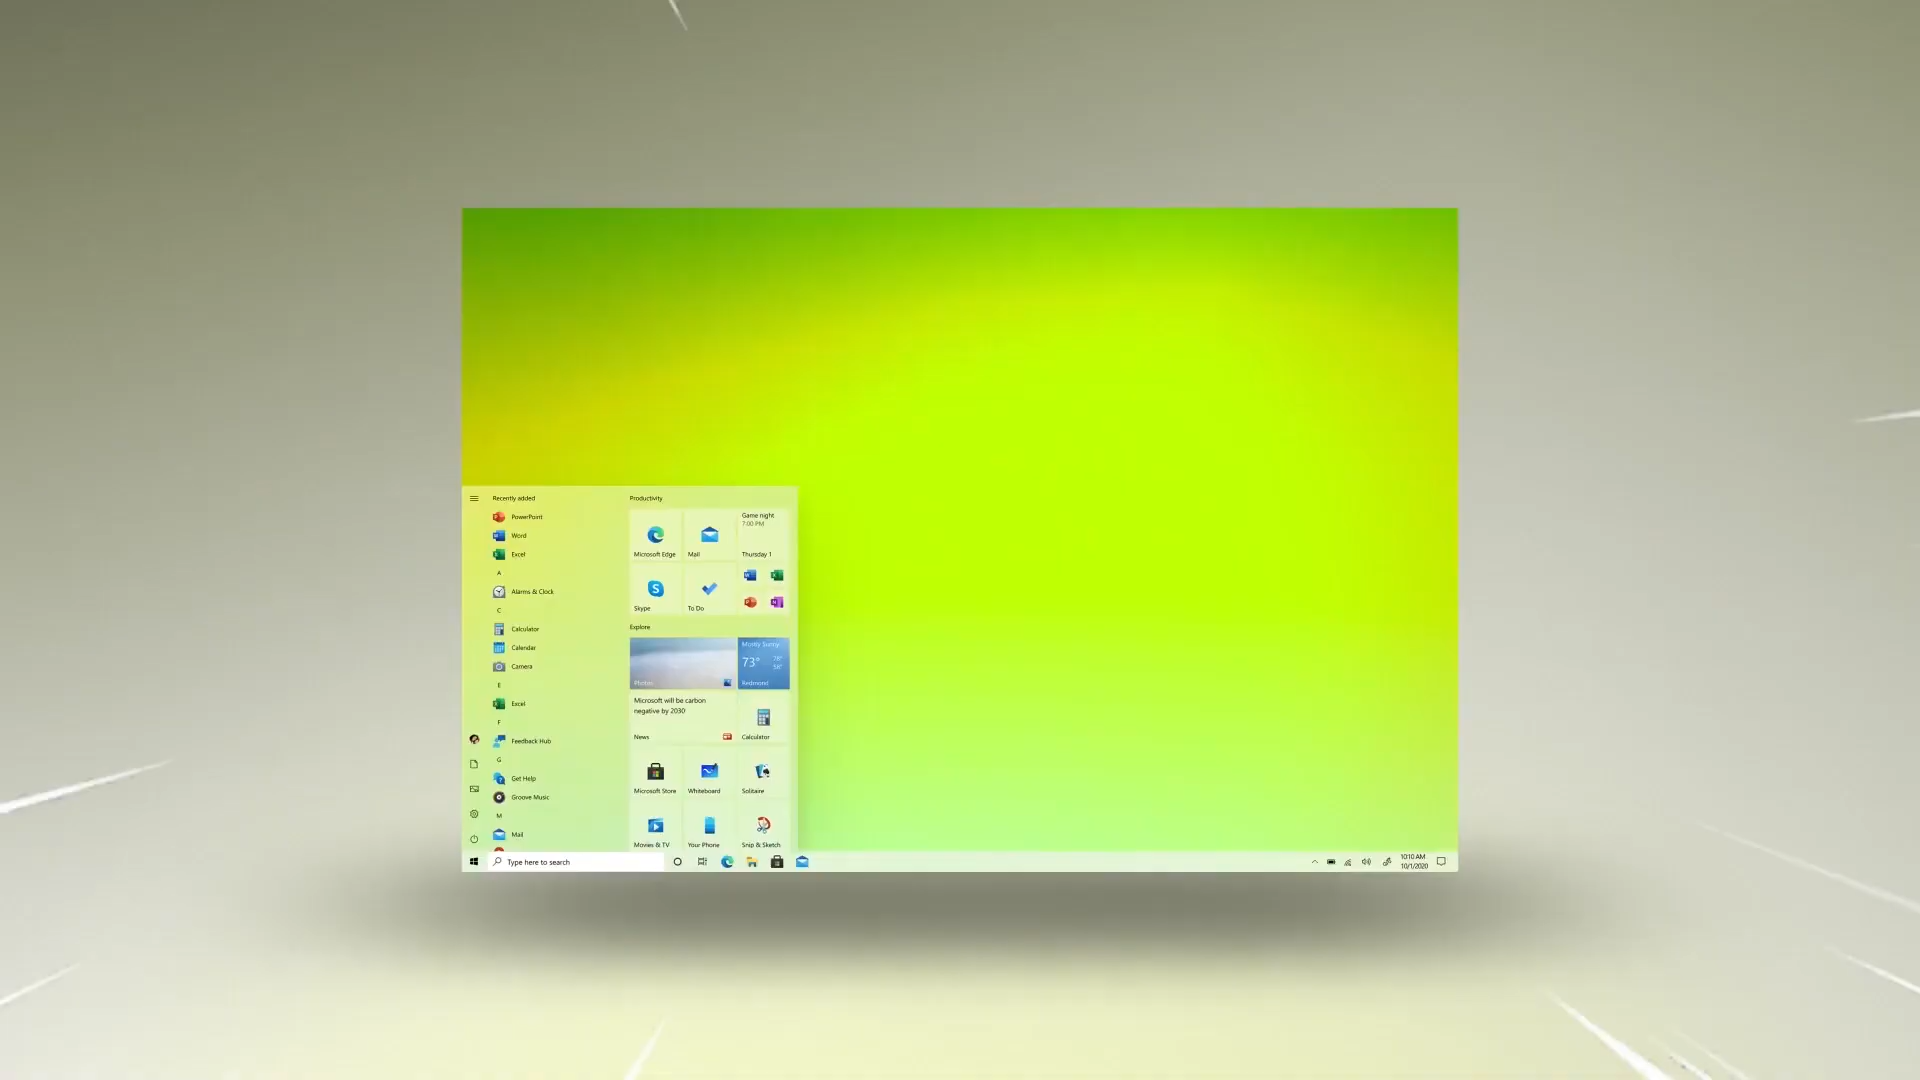 Recently added
PowerPoint
Word
Excel
A
Alarms & Clock
C
Calculator
Calendar
Camera
E
Excel
F
Feedback Hub
G
Get Help
Groove Music
M
Mail
Productivity
Microsoft Edge
Mail
Game night
7:00 PM
Thursday 1
Skype
To Do
Explore
Photos
Mostly Sunny
73°
78°
58°
Redmond
Microsoft will be carbon
negative by 2030
News
Calculator
Microsoft Store
Whiteboard
Solitaire
Movies & TV
Your Phone
Snip & Sketch
Type here to search
10:10 AM
10/1/2020